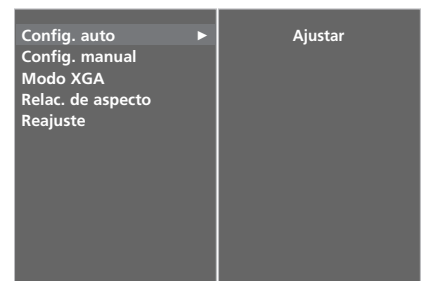 Config. auto ► Ajustar
Config. manual
Modo XGA
Relac. de aspecto
Reajuste